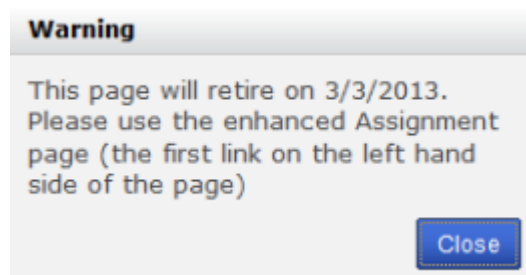 Warning
This page will retire on 3/3/2013.
Please use the enhanced Assignment
page (the first link on the left hand
side of the page)
Close